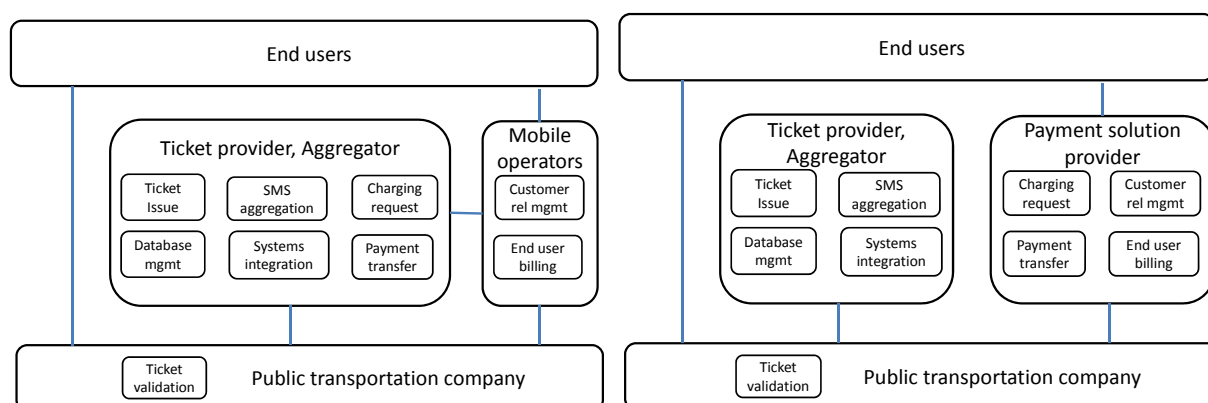 End users
Ticket provider, Aggregator
Ticket
Issue
SMS
aggregation
Charging
request
Database
mgmt
Systems
integration
Payment
transfer
Mobile
operators
Customer
rel mgmt
End user
billing
Ticket
validation
Public transportation company
End users
Ticket provider,
Aggregator
Ticket
Issue
SMS
aggregation
Database
mgmt
Systems
integration
Payment solution
provider
Charging
request
Customer
rel mgmt
Payment
transfer
End user
billing
Ticket
validation
Public transportation company